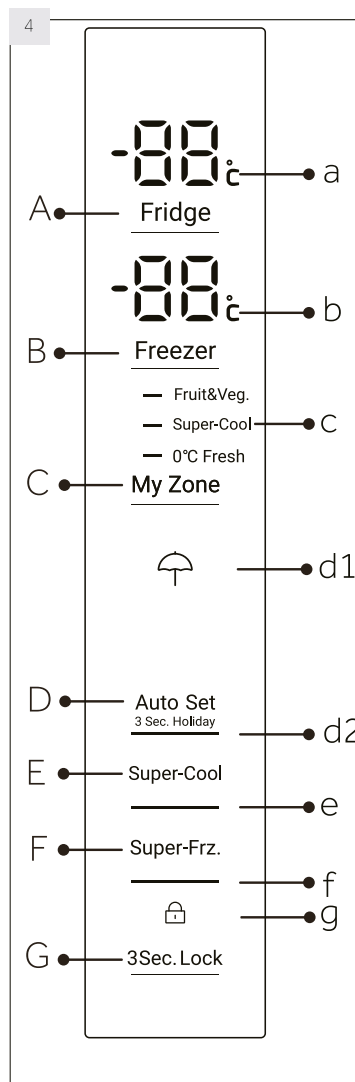 4
-88°c
a
A
Fridge
-88°c
b
B
Freezer
Fruit&Veg.
Super-Cool
c
0°C Fresh
C
My Zone
d1
D
Auto Set
3 Sec. Holiday
d2
E
Super-Cool
e
F
Super-Frz.
f
g
G
3Sec.Lock